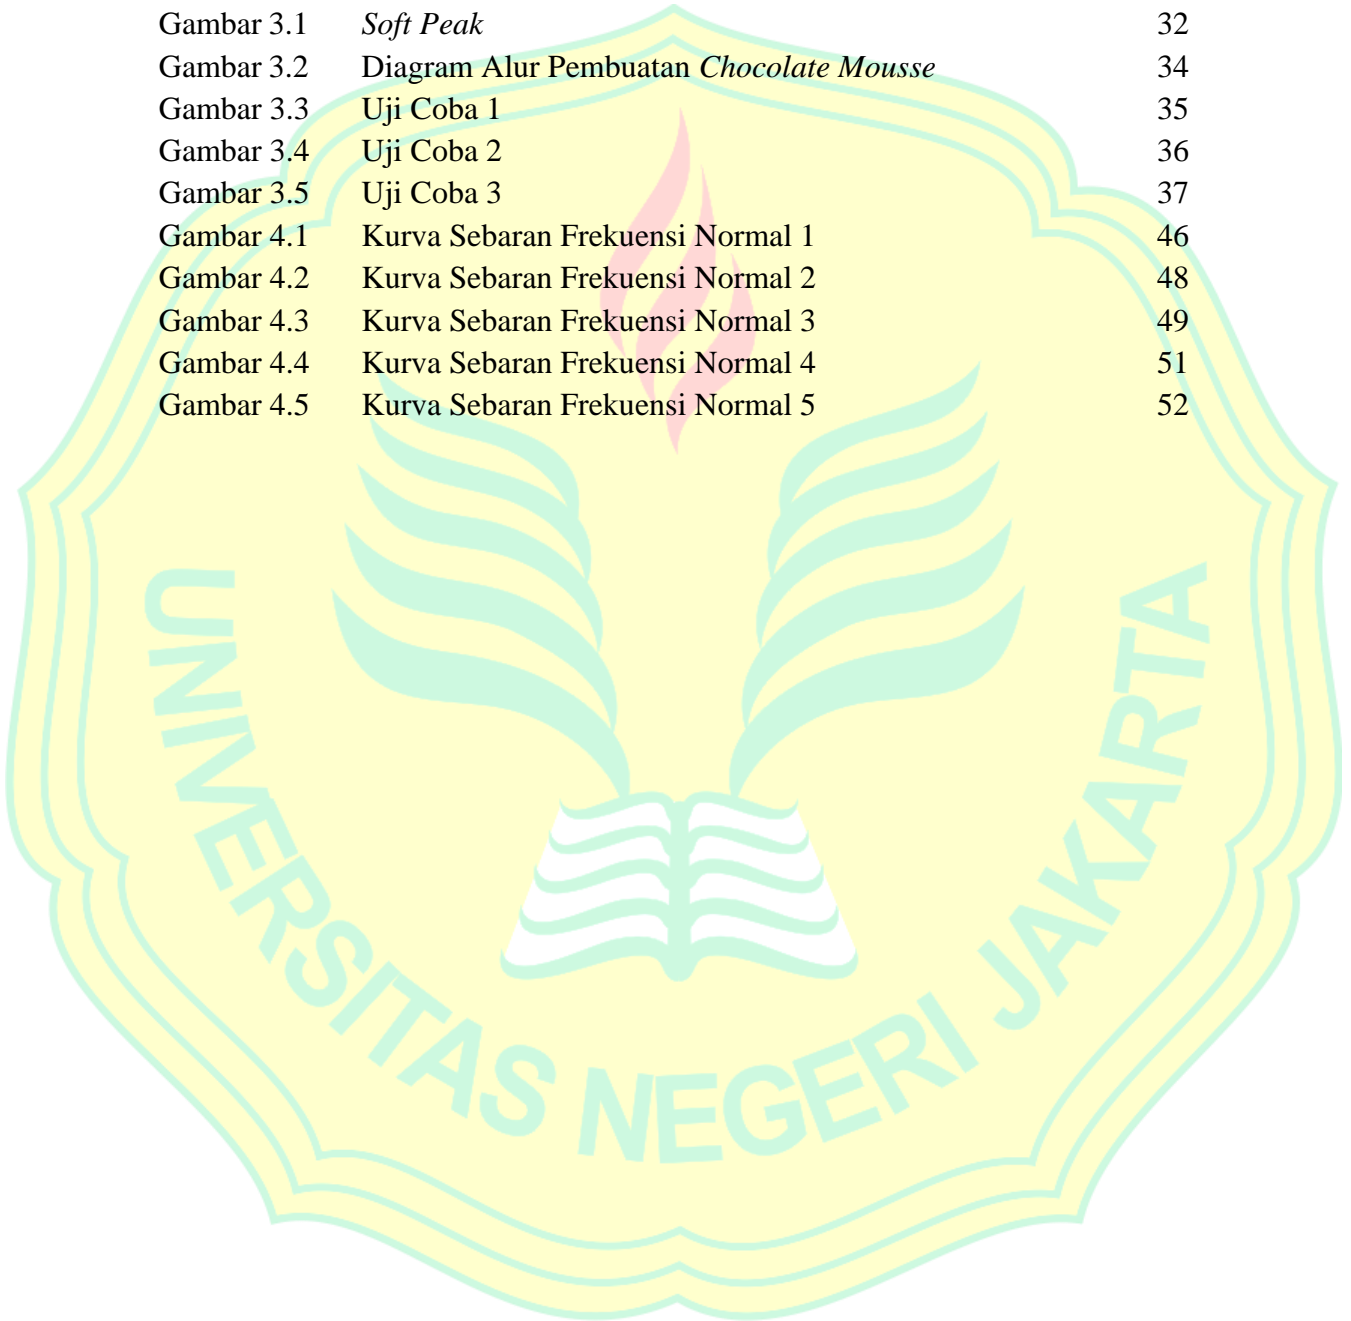 Gambar 3.1 Soft Peak 32
Gambar 3.2 Diagram Alur Pembuatan Chocolate Mousse 34
Gambar 3.3 Uji Coba 1 35
Gambar 3.4 Uji Coba 2 36
Gambar 3.5 Uji Coba 3 37
Gambar 4.1 Kurva Sebaran Frekuensi Normal 1 46
Gambar 4.2 Kurva Sebaran Frekuensi Normal 2 48
Gambar 4.3 Kurva Sebaran Frekuensi Normal 3 49
Gambar 4.4 Kurva Sebaran Frekuensi Normal 4 51
Gambar 4.5 Kurva Sebaran Frekuensi Normal 5 52
UNIVERSITAS NEGERI JAKARTA